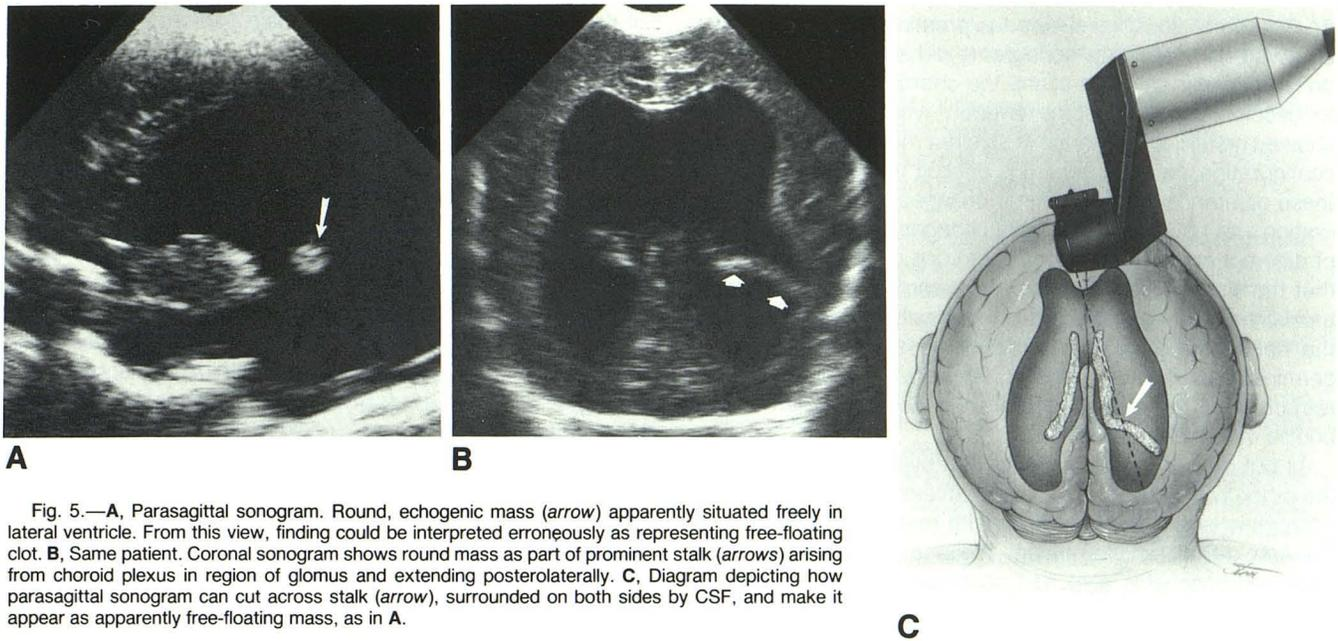 A
B
Fig. 5.—A, Parasagittal sonogram. Round, echogenic mass (arrow) apparently situated freely in
lateral ventricle. From this view, finding could be interpreted erroneously as representing free-floating
clot. B, Same patient. Coronal sonogram shows round mass as part of prominent stalk (arrows) arising
from choroid plexus in region of glomus and extending posterolaterally. C, Diagram depicting how
parasagittal sonogram can cut across stalk (arrow), surrounded on both sides by CSF, and make it
appear as apparently free-floating mass, as in A.
C